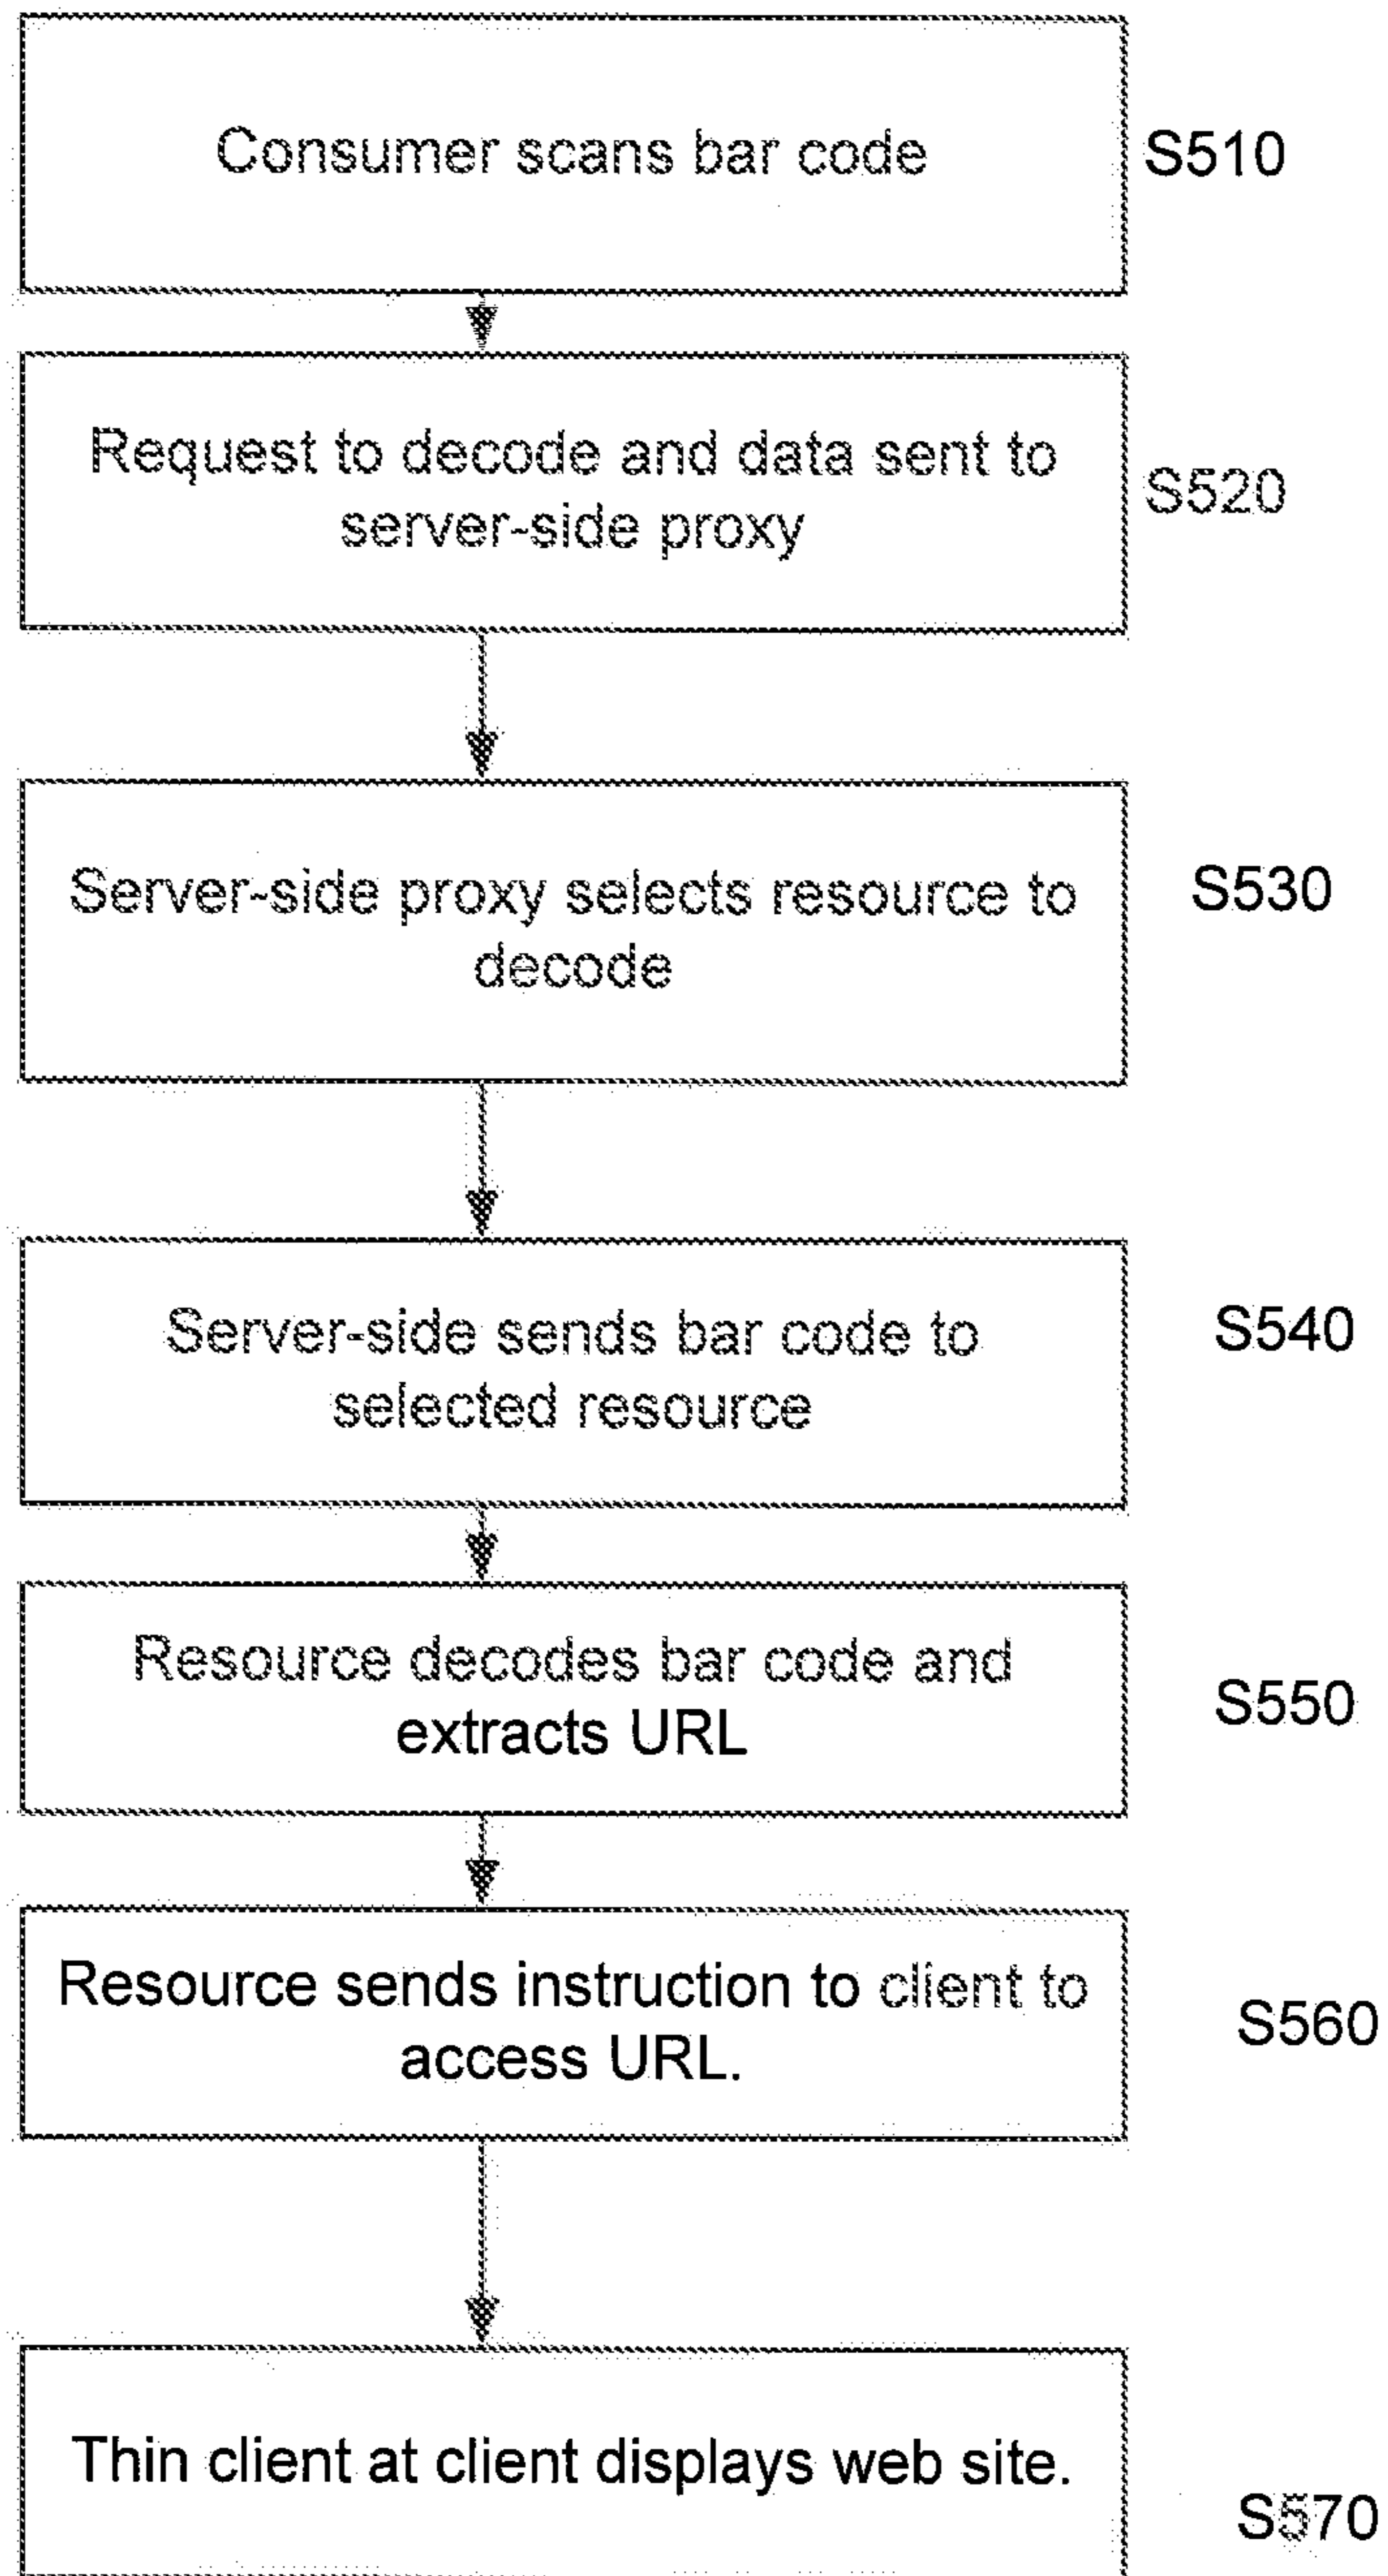 Consumer scans bar code
S510
Request to decode and data sent to
server-side proxy
S520
Server-side proxy selects resource to
decode
S530
Server-side sends bar code to
selected resource
S540
Resource decodes bar code and
extracts URL
S550
Resource sends instruction to client to
access URL.
S560
Thin client at client displays web site.
S570